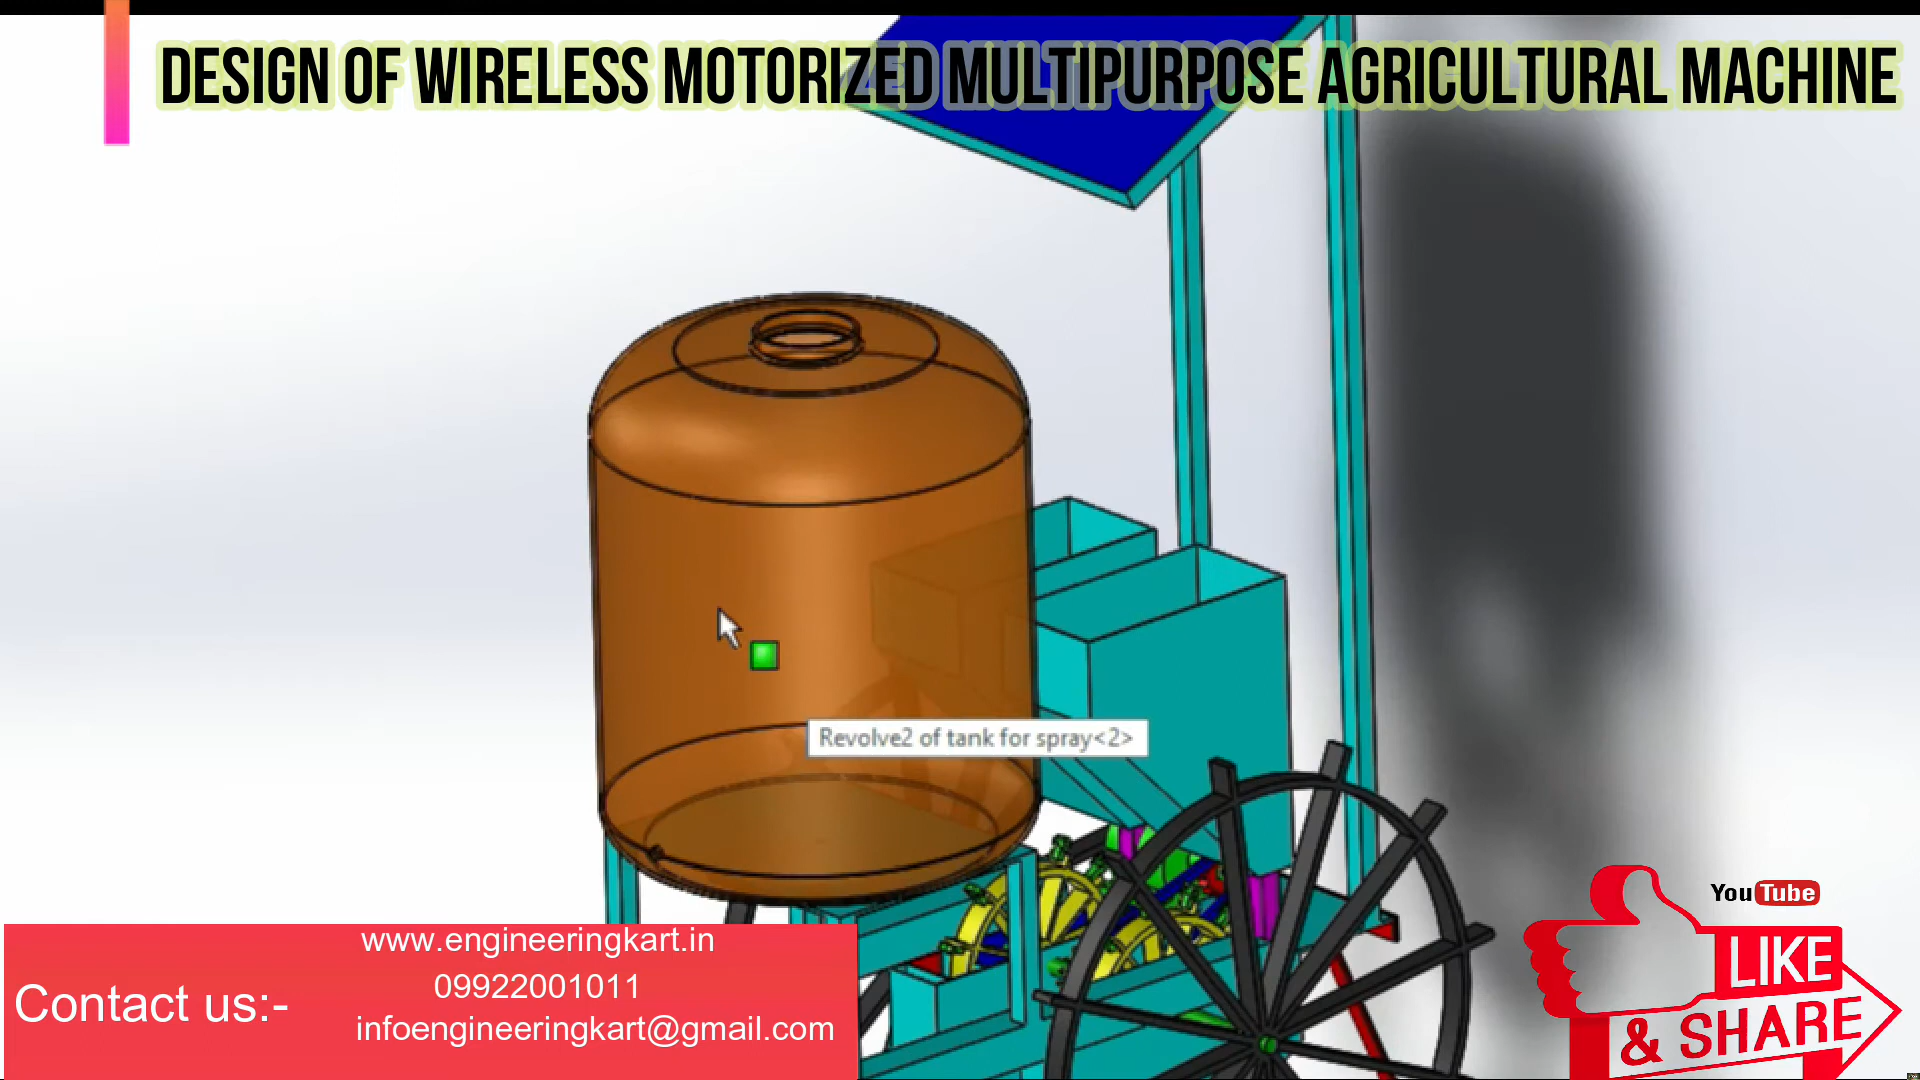 DESIGN OF WIRELESS MOTORIZED MULTIPURPOSE AGRICULTURAL MACHINE
Revolve2 of tank for spray<2>
Contact us:-
www.engineeringkart.in
09922001011
infoengineeringkart@gmail.com
YouTube
LIKE
& SHARE